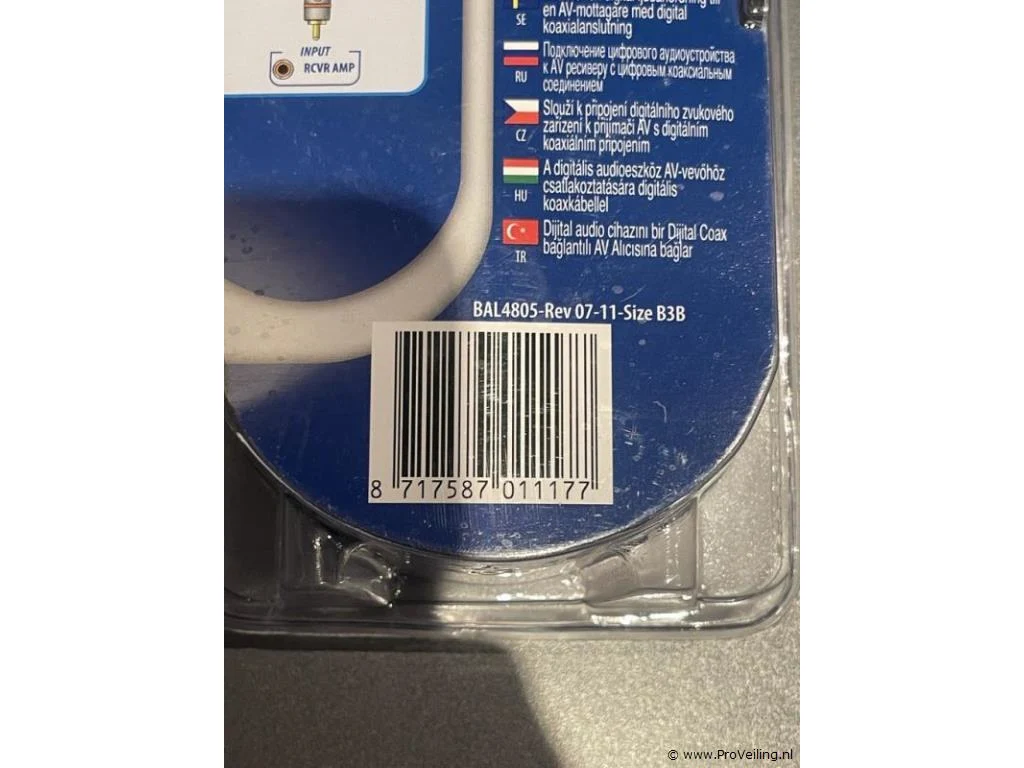 INPUT
RCVR AMP
en AV-mottagare med digital
SE
koaxialanslutning
Подключение цифрового аудиоустройства
к AV ресиверу с цифровым коаксиальным
RU
соединением
Slouží k připojení digitálního zvukového
zařízení k přijímači AV s digitálním
CZ
koaxiálním připojením
A digitális audioeszköz AV-vevőhöz
csatlakoztatására digitális
HU
koaxkábellel
Dijital audio cihazını bir Dijital Coax
bağlantılı AV Alıcısına bağlar
TR
BAL4805-Rev 07-11-Size B3B
8 717587 011177
© www.ProVeiling.nl